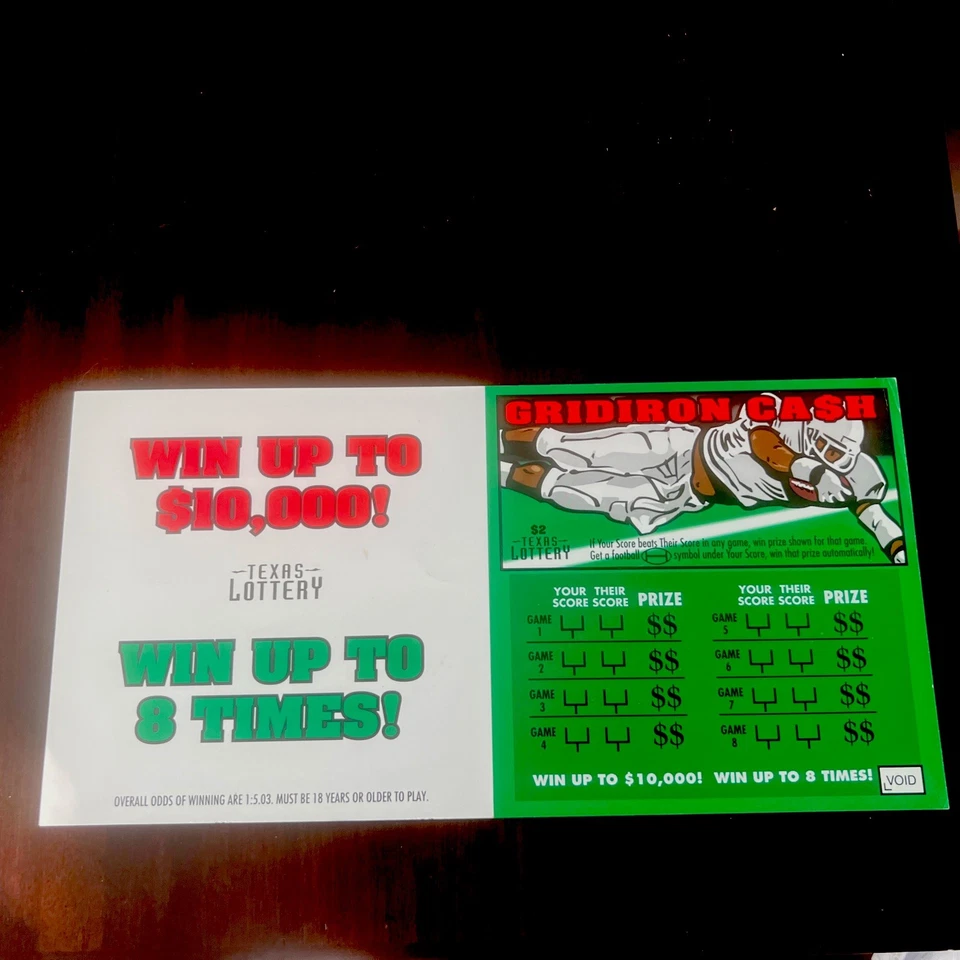 WIN UP TO
$10,000!
TEXAS
LOTTERY
WIN UP TO
8 TIMES!
OVERALL ODDS OF WINNING ARE 1:5.03. MUST BE 18 YEARS OR OLDER TO PLAY.
GRIDIRON CA$H
$2
TEXAS
LOTTERY
If Your Score beats Their Score in any game, win prize shown for that game.
Get a football symbol under Your Score, win that prize automatically!
YOUR THEIR
SCORE SCORE PRIZE
GAME
1 $$
GAME
2 $$
GAME
3 $$
GAME
4 $$
YOUR THEIR
SCORE SCORE PRIZE
GAME
5 $$
GAME
6 $$
GAME
7 $$
GAME
8 $$
WIN UP TO $10,000! WIN UP TO 8 TIMES!
VOID